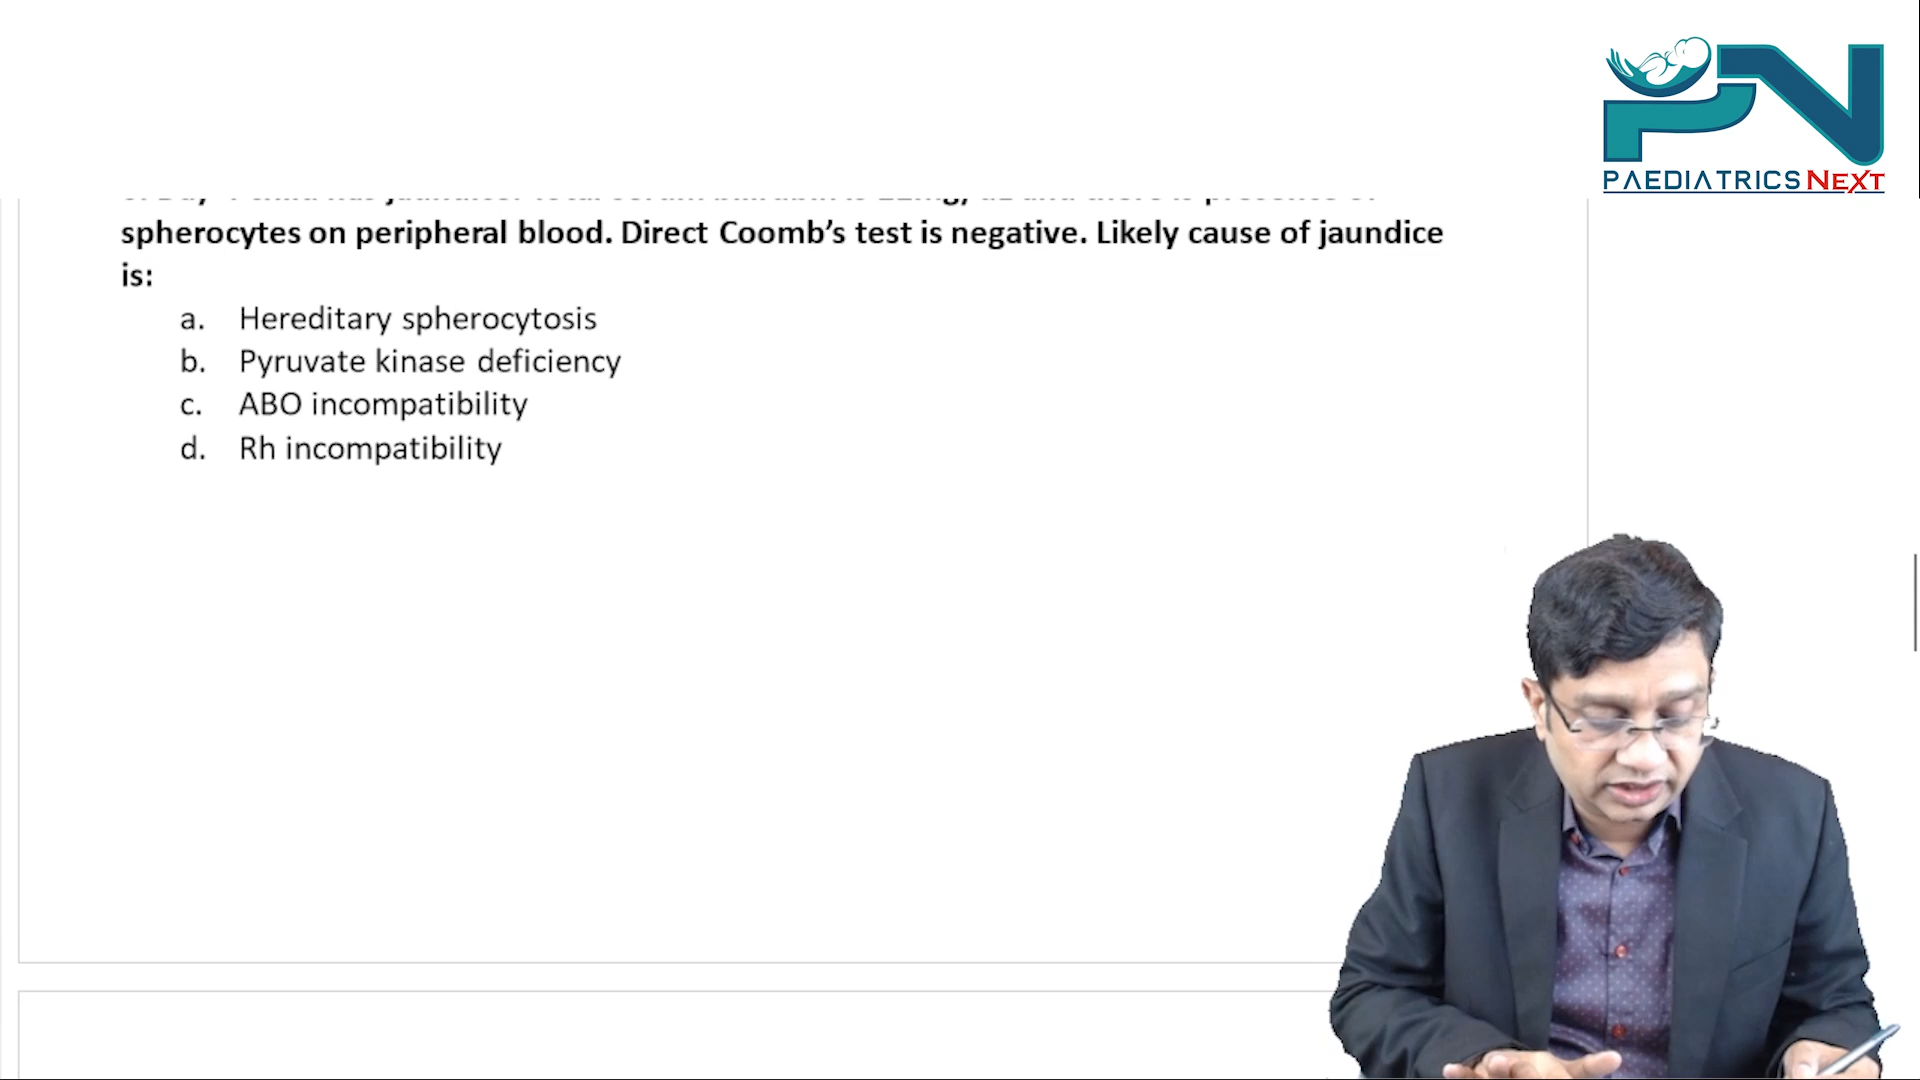 PAEDIATRICS NEXT
spherocytes on peripheral blood. Direct Coomb’s test is negative. Likely cause of jaundice
is:
a. Hereditary spherocytosis
b. Pyruvate kinase deficiency
c. ABO incompatibility
d. Rh incompatibility